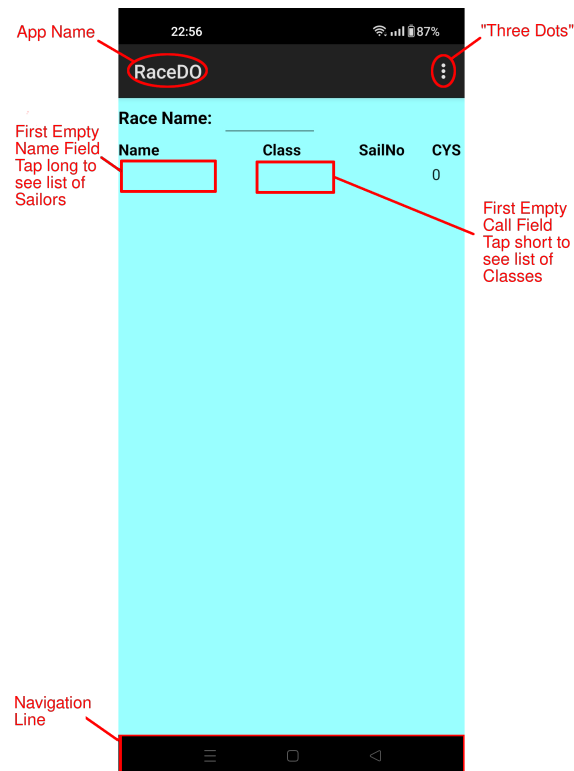 App Name
22:56
87%
"Three Dots"
RaceDO
Race Name:
First Empty
Name Field
Tap long to
see list of
Sailors
Name Class SailNo CYS
0
First Empty
Call Field
Tap short to
see list of
Classes
Navigation
Line